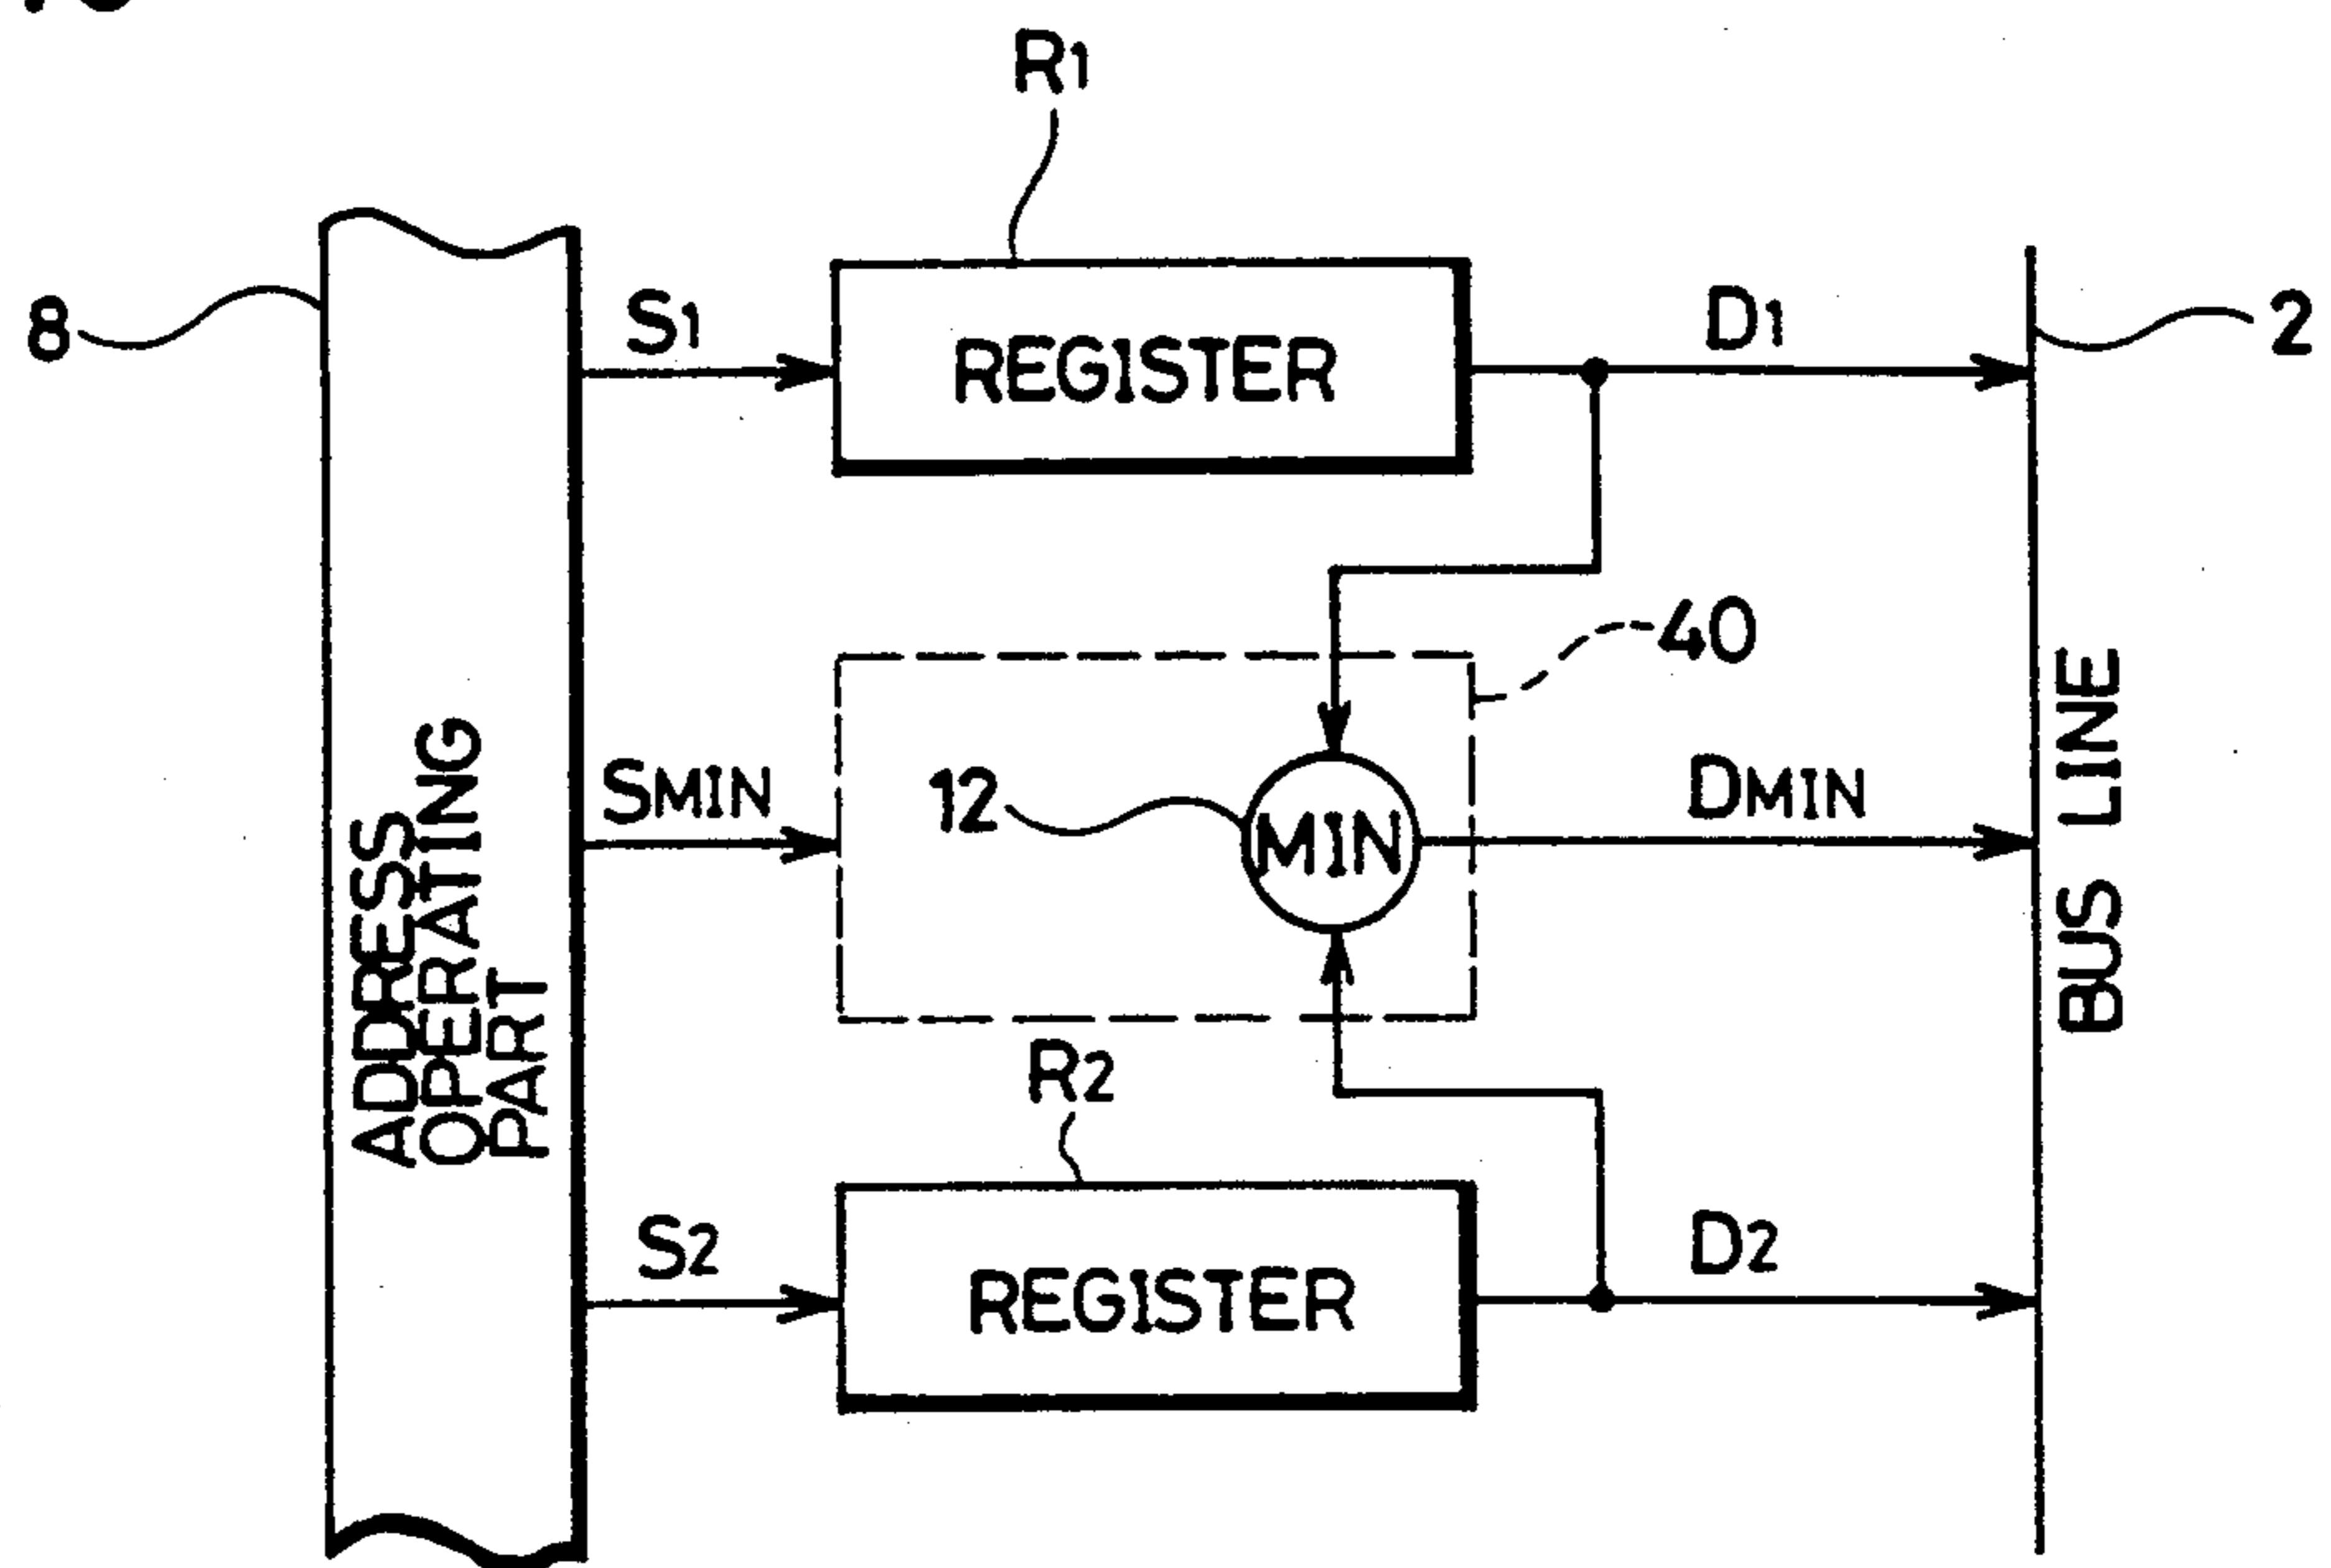 R1
8
S1
REGISTER
D1
2
40
SMIN
12
MIN
DMIN
ADDRESS
OPERATING
PART
BUS LINE
R2
S2
REGISTER
D2